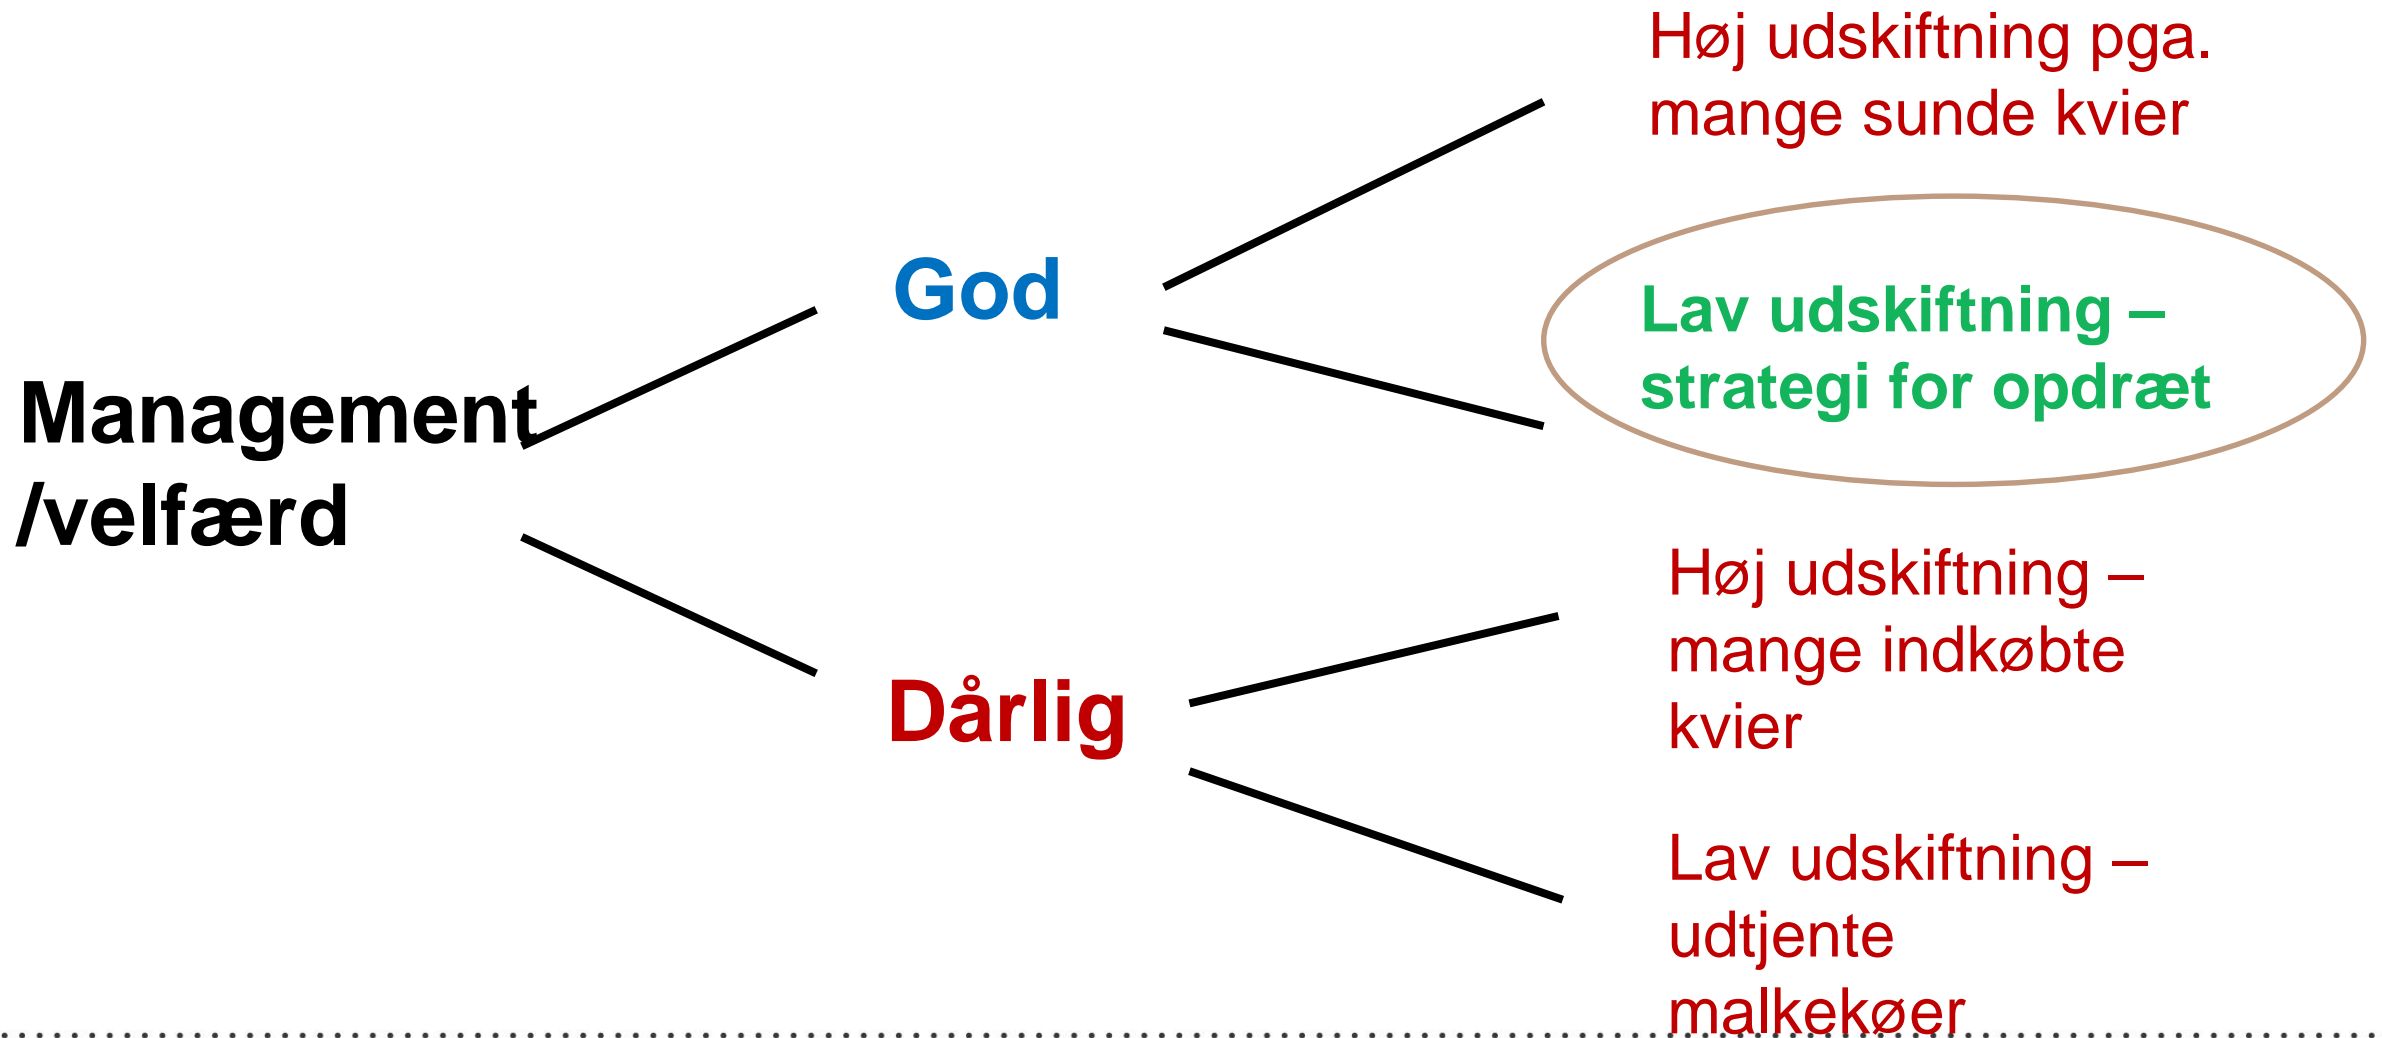 Management
/velfærd
God
Dårlig
Høj udskiftning pga.
mange sunde kvier
Lav udskiftning –
strategi for opdræt
Høj udskiftning –
mange indkøbte
kvier
Lav udskiftning –
udtjente
malkekøer